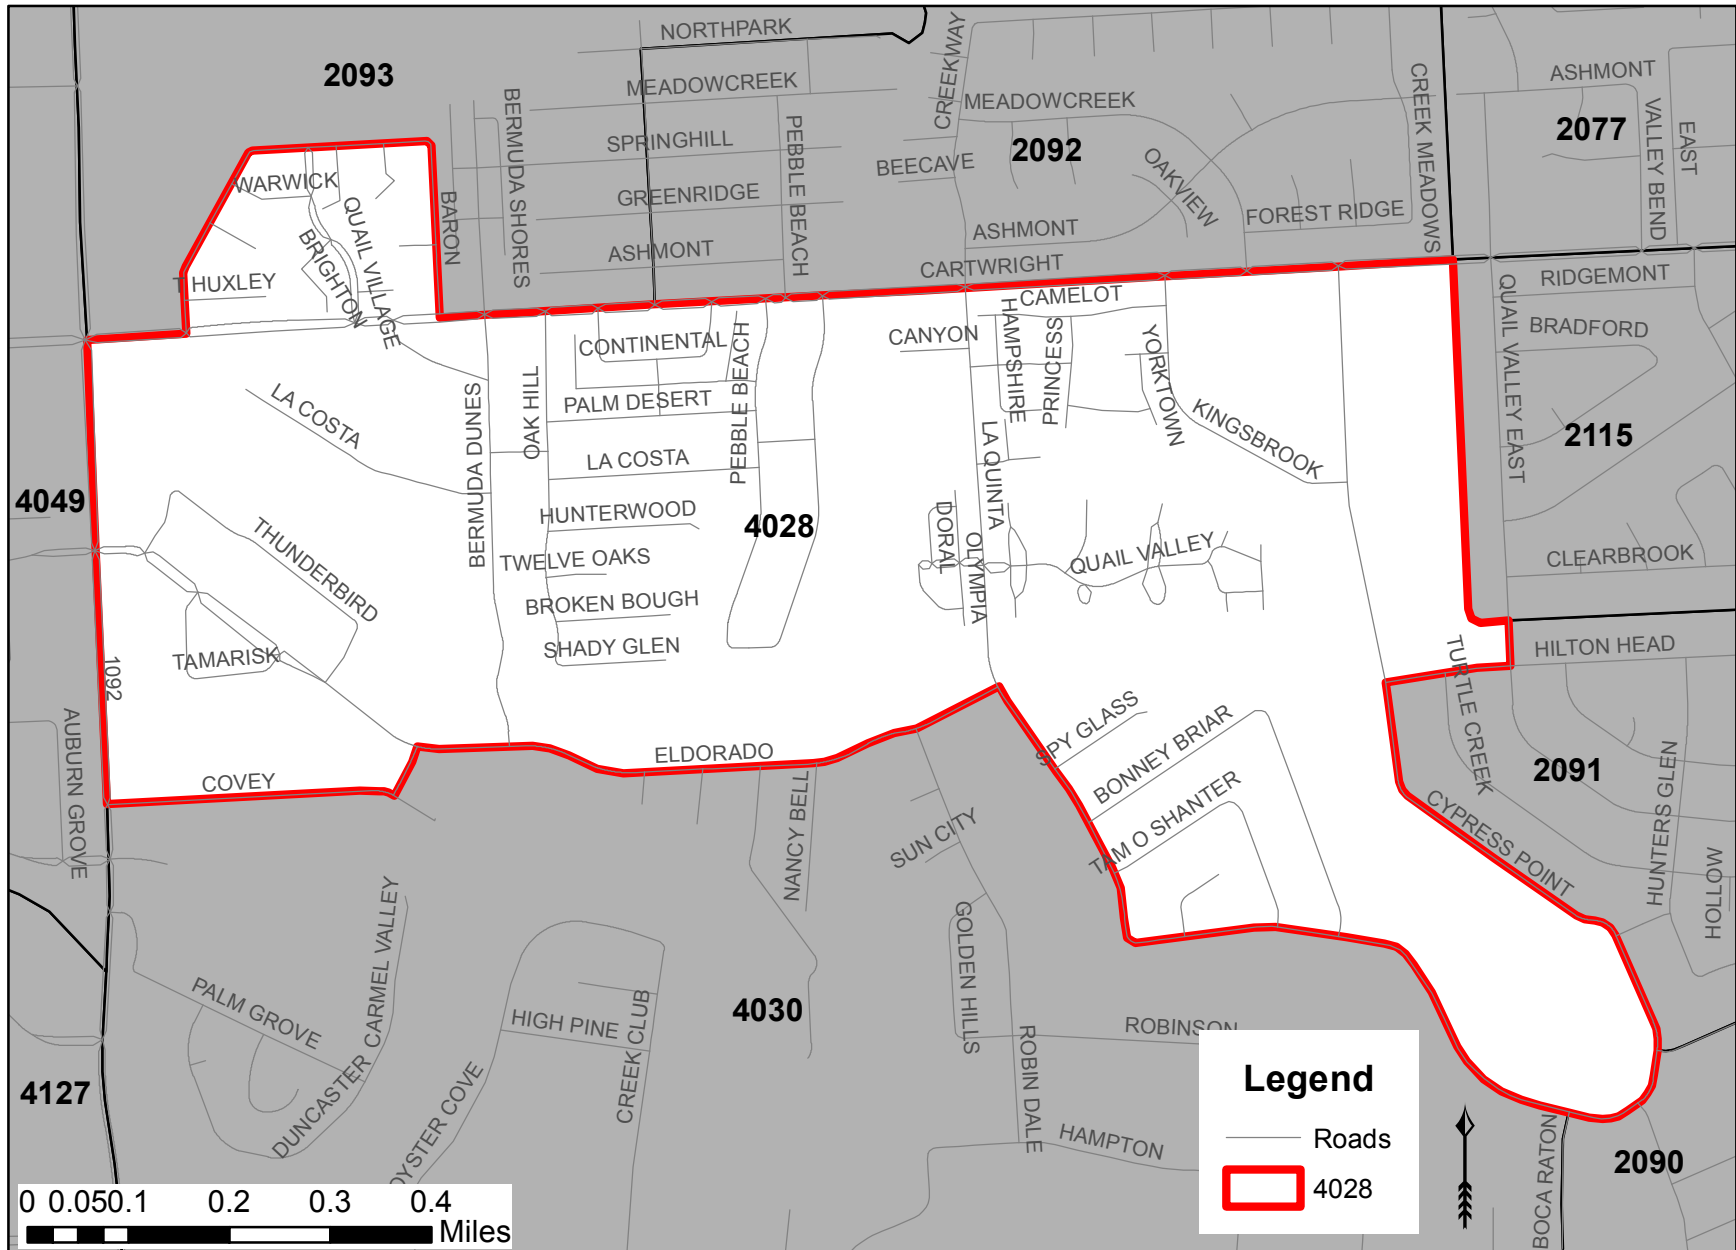 NORTHPARK
2093
MEADOWCREEK
BERMUDA SHORES
SPRINGHILL
PEBBLE BEACH
GREENRIDGE
ASHMONT
CREEKWAY
MEADOWCREEK
BEECAVE
2092
OAKVIEW
FOREST RIDGE
ASHMONT
CARTWRIGHT
CREEK MEADOWS
ASHMONT
2077
VALLEY BEND
EAST
WARWICK
QUAIL VILLAGE
BRIGHTON
HUXLEY
BARON
RIDGEMONT
BRADFORD
QUAIL VALLEY EAST
2115
CLEARBROOK
CONTINENTAL
PEBBLE BEACH
PALM DESERT
OAK HILL
BERMUDA DUNES
LA COSTA
LA COSTA
CANYON
CAMELOT
HAMPSHIRE
PRINCESS
YORKTOWN
KINGSBROOK
4049
HUNTERWOOD
4028
TWELVE OAKS
BROKEN BOUGH
SHADY GLEN
LA QUINTA
DORAL
OLYMPIA
QUAIL VALLEY
THUNDERBIRD
TAMARISK
1092
AUBURN GROVE
COVEY
ELDORADO
NANCY BELL
SUN CITY
SPY GLASS
BONNEY BRIAR
TAM O SHANTER
TURTLE CREEK
HILTON HEAD
2091
CYPRESS POINT
HUNTERS GLEN
HOLLOW
PALM GROVE
CARMEL VALLEY
DUNCASTER
HIGH PINE
CREEK CLUB
OYSTER COVE
4030
GOLDEN HILLS
ROBIN DALE
ROBINSON
HAMPTON
4127
BOCA RATON
2090
Legend
Roads
4028
0 0.05 0.1 0.2 0.3 0.4
Miles